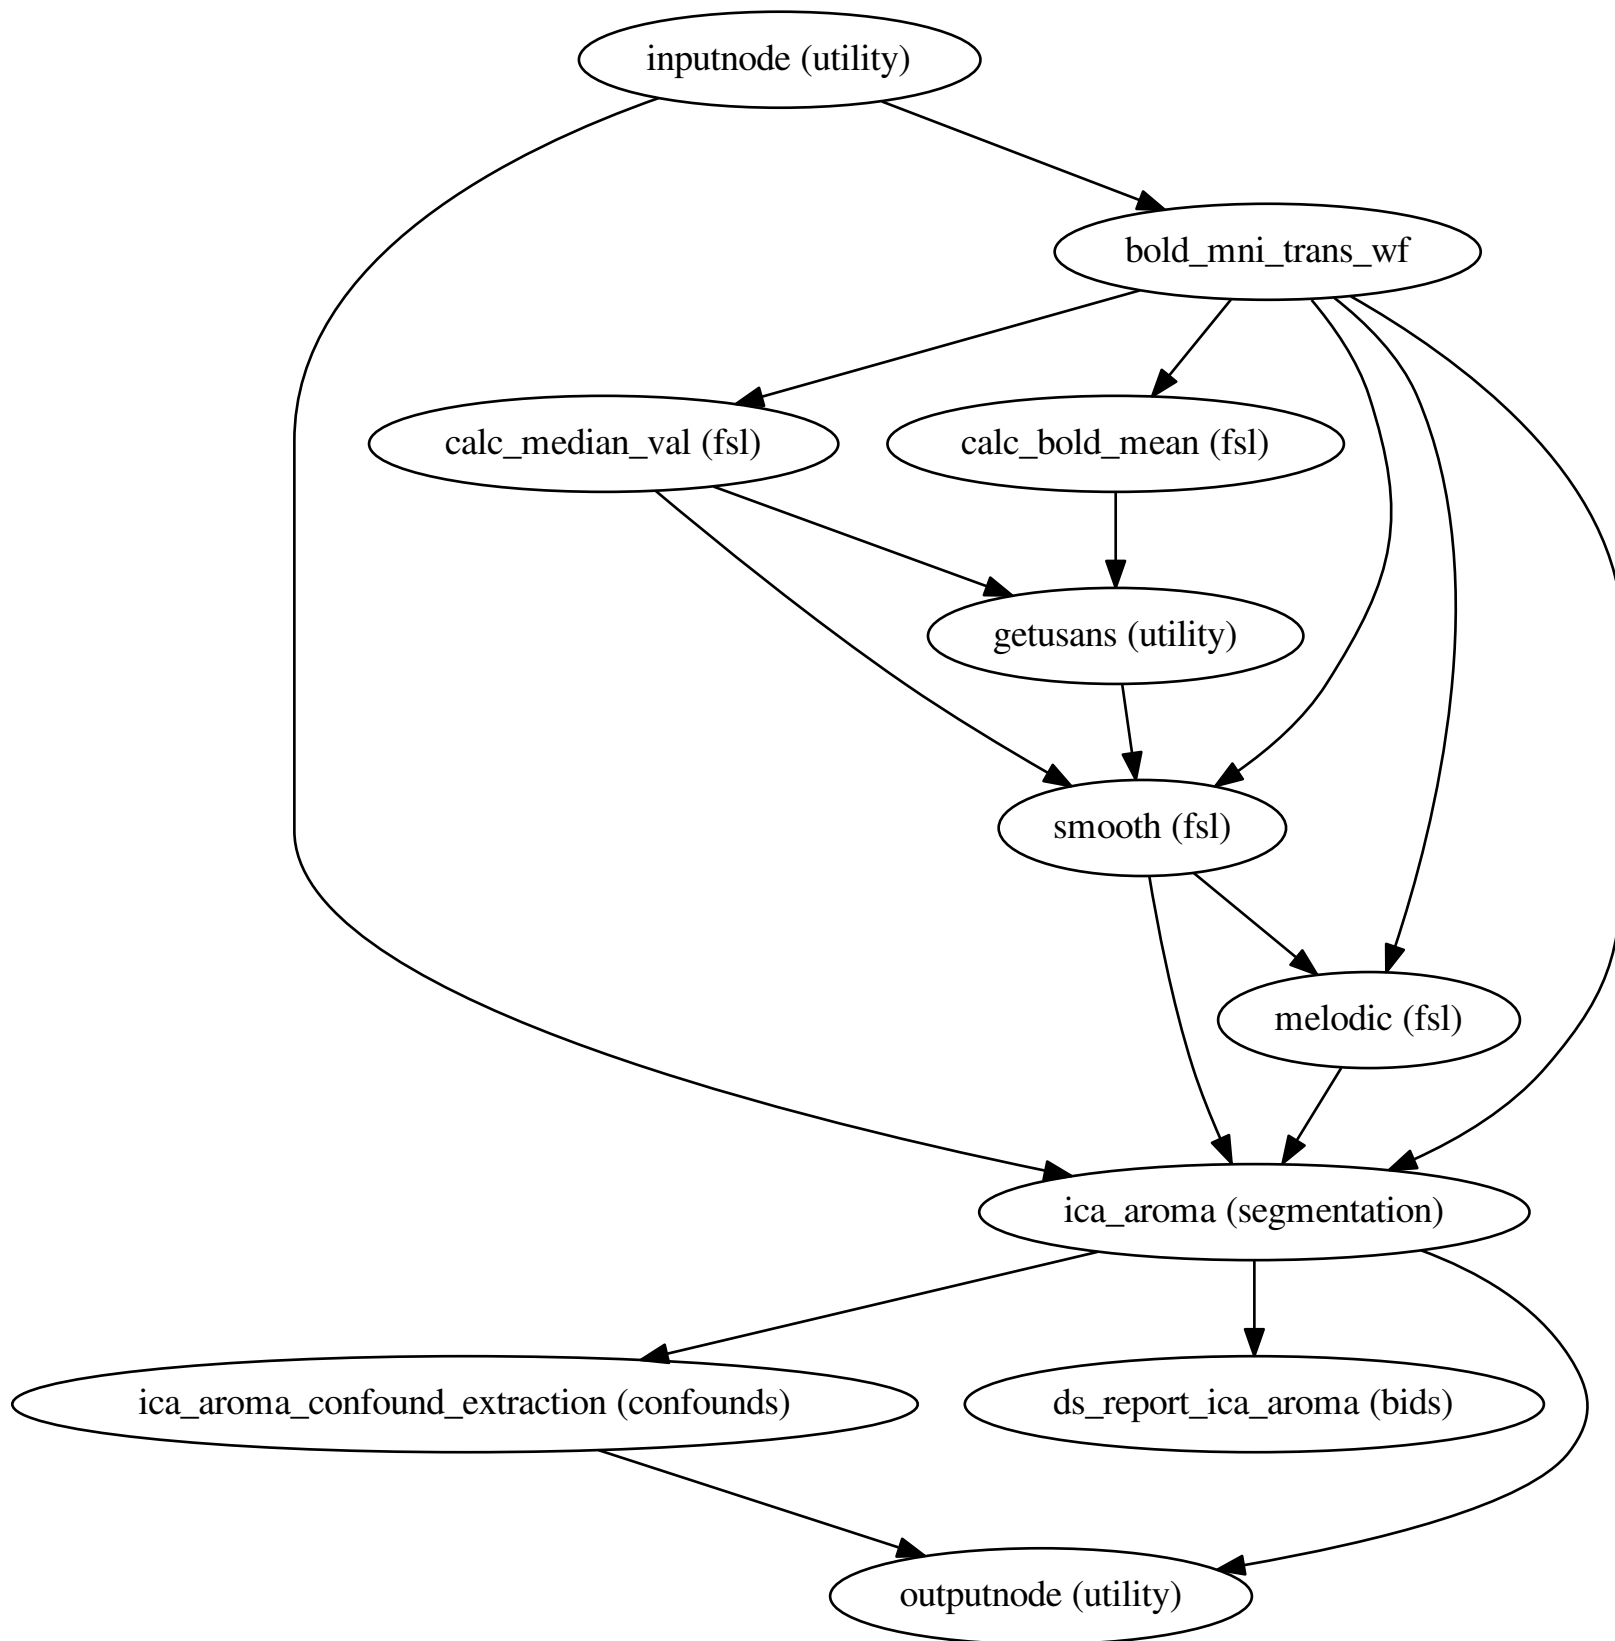 inputnode (utility)
bold_mni_trans_wf
calc_median_val (fsl)
calc_bold_mean (fsl)
getusans (utility)
smooth (fsl)
melodic (fsl)
ica_aroma (segmentation)
ica_aroma_confound_extraction (confounds)
ds_report_ica_aroma (bids)
outputnode (utility)